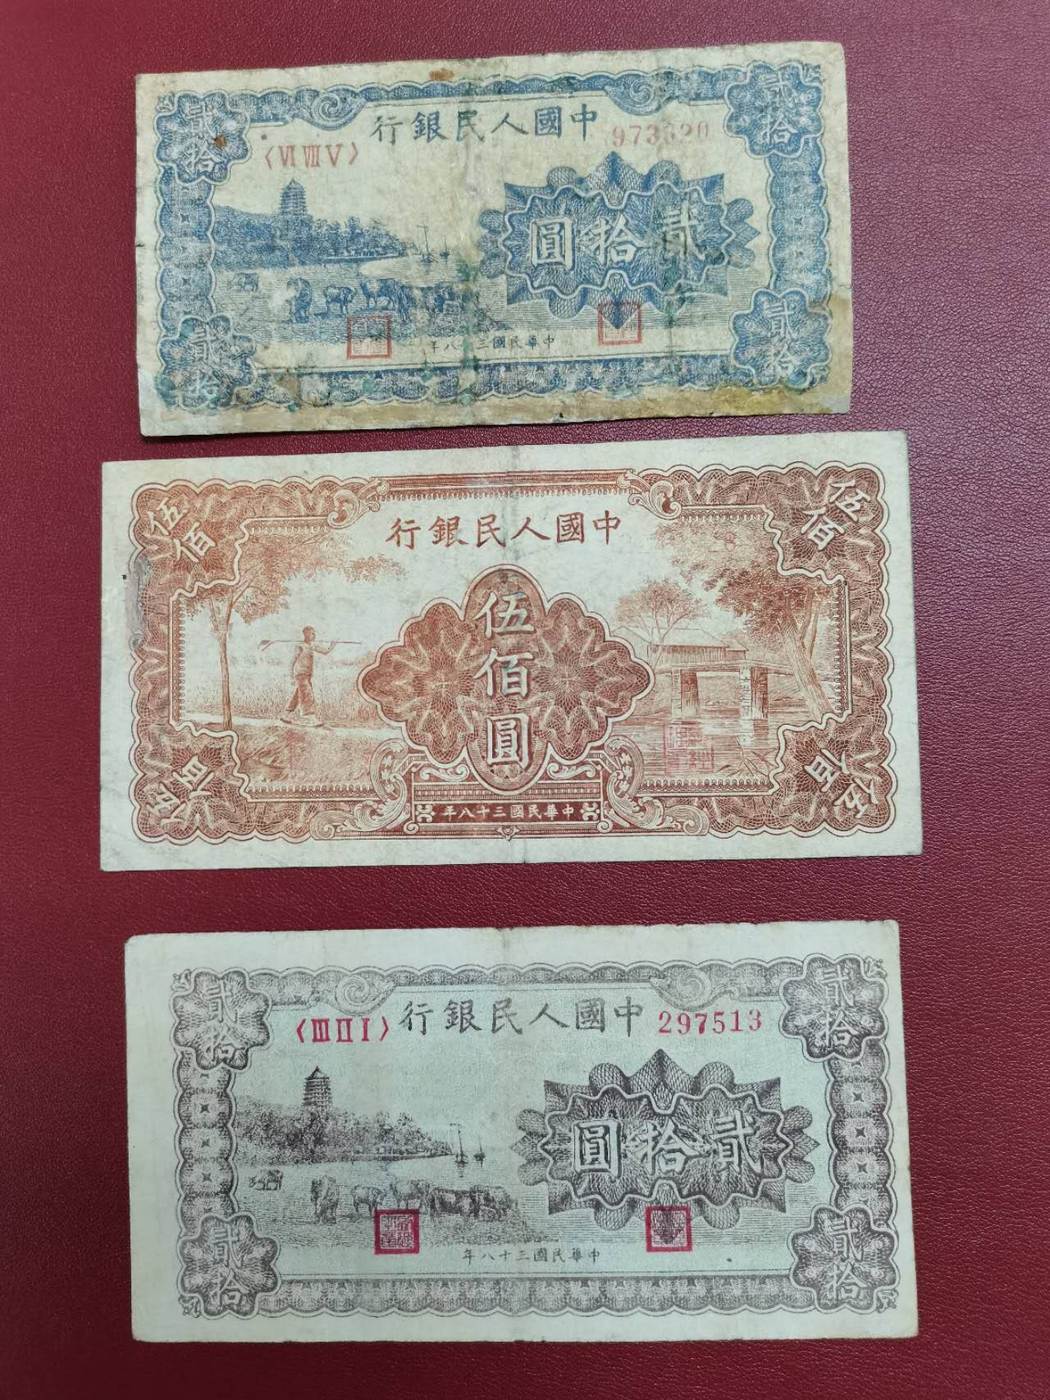 貳拾
貳拾
中國人民銀行
〈ⅥⅧⅤ〉
貳拾圓
貳拾
貳拾
中華民國三十八年
伍佰
伍佰
中國人民銀行
伍佰圓
伍佰
伍佰
中華民國三十八年
貳拾
貳拾
〈ⅢⅡⅠ〉
中國人民銀行
297513
貳拾圓
貳拾
貳拾
中華民國三十八年